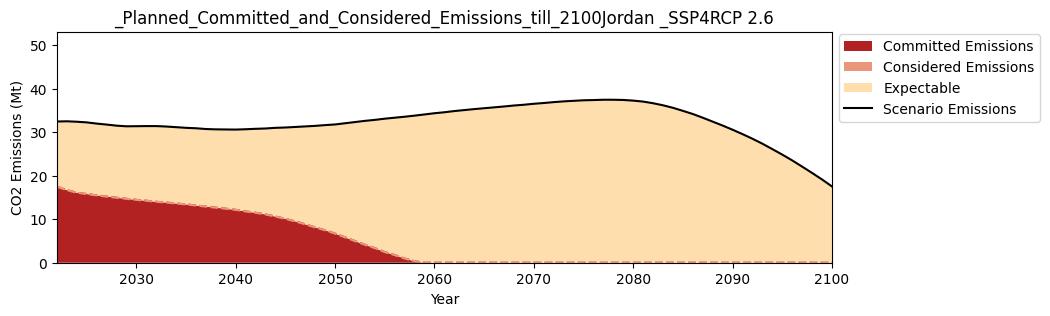 _Planned_Committed_and_Considered_Emissions_till_2100Jordan _SSP4RCP 2.6
CO2 Emissions (Mt)
50
40
30
20
10
0
2030
2040
2050
2060
2070
2080
2090
2100
Year
Committed Emissions
Considered Emissions
Expectable
Scenario Emissions